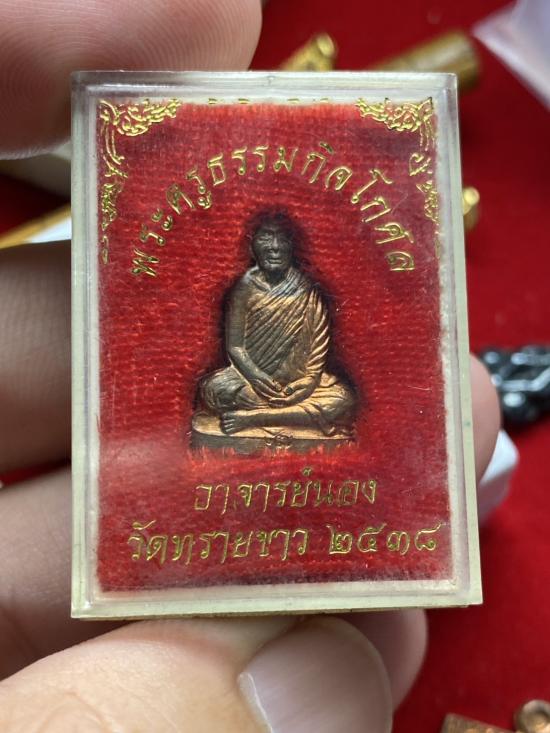 พระครูธรรมกิจโกศล
อาจารย์นอง
วัดทรายขาว ๒๕๓๘